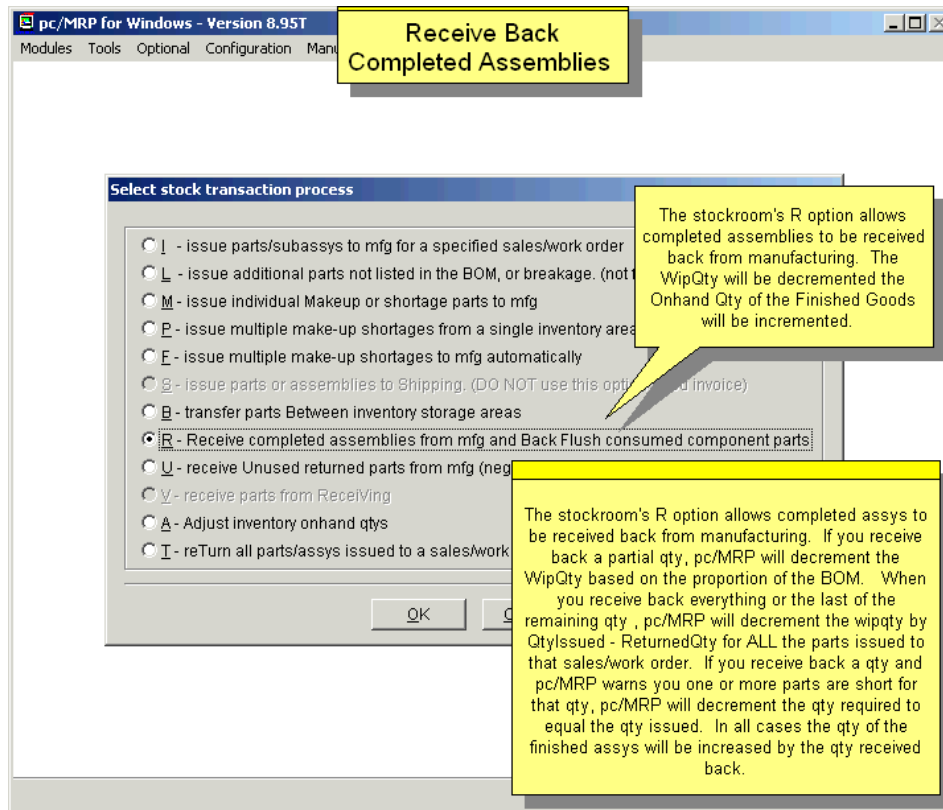 pc/MRP for Windows - Version 8.95T
Modules Tools Optional Configuration Manu
Receive Back
Completed Assemblies
Select stock transaction process
I - issue parts/subassys to mfg for a specified sales/work order
L - issue additional parts not listed in the BOM, or breakage. (not
M - issue individual Makeup or shortage parts to mfg
P - issue multiple make-up shortages from a single inventory area
F - issue multiple make-up shortages to mfg automatically
S - issue parts or assemblies to Shipping. (DO NOT use this opti invoice)
B - transfer parts Between inventory storage areas
R - Receive completed assemblies from mfg and Back Flush consumed component parts
U - receive Unused returned parts from mfg (neg
V - receive parts from ReceiVing
A - Adjust inventory onhand qtys
T - reTurn all parts/assys issued to a sales/work
OK
The stockroom's R option allows
completed assemblies to be received
back from manufacturing. The
WipQty will be decremented the
Onhand Qty of the Finished Goods
will be incremented.
The stockroom's R option allows completed assys to
be received back from manufacturing. If you receive
back a partial qty, pc/MRP will decrement the
WipQty based on the proportion of the BOM. When
you receive back everything or the last of the
remaining qty , pc/MRP will decrement the wipqty by
QtyIssued - ReturnedQty for ALL the parts issued to
that sales/work order. If you receive back a qty and
pc/MRP warns you one or more parts are short for
that qty, pc/MRP will decrement the qty required to
equal the qty issued. In all cases the qty of the
finished assys will be increased by the qty received
back.